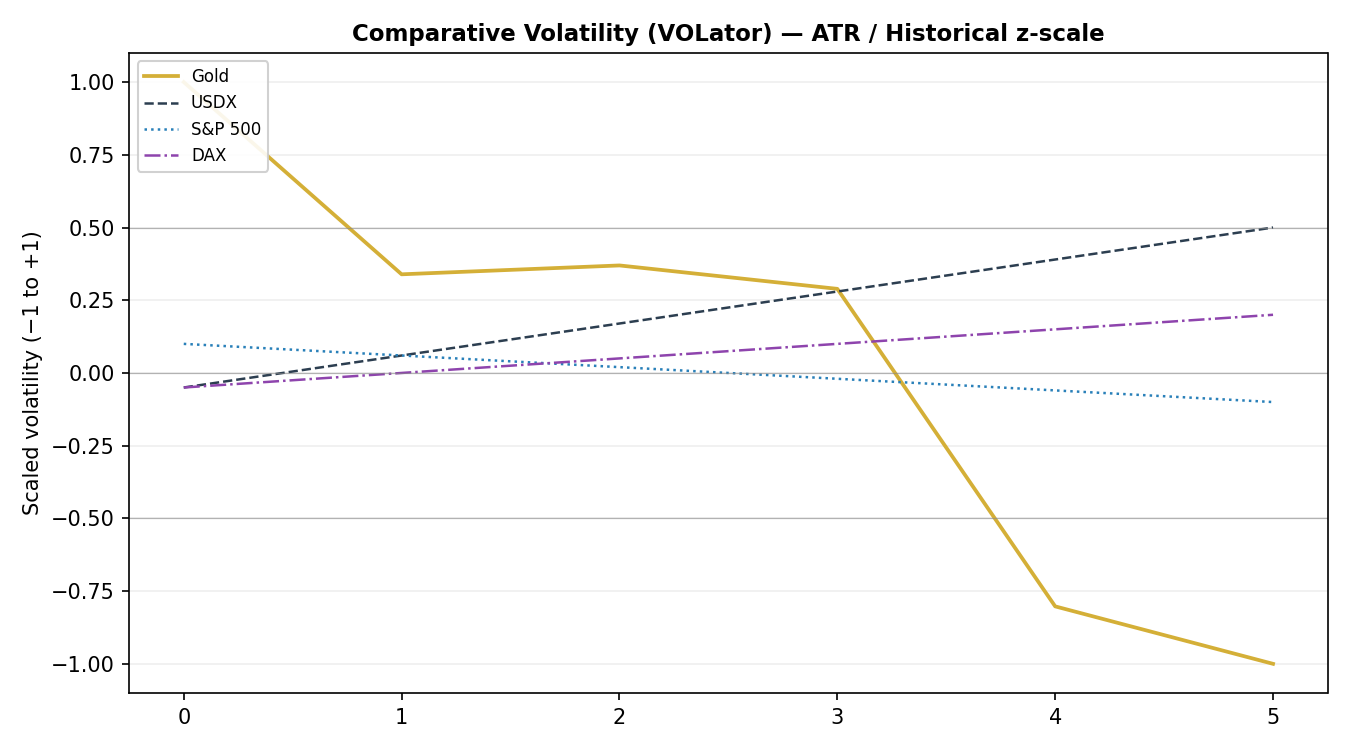 Comparative Volatility (VOLator) — ATR / Historical z-scale
Gold
USDX
S&P 500
DAX
Scaled volatility (−1 to +1)
1.00
0.75
0.50
0.25
0.00
−0.25
−0.50
−0.75
−1.00
0 1 2 3 4 5